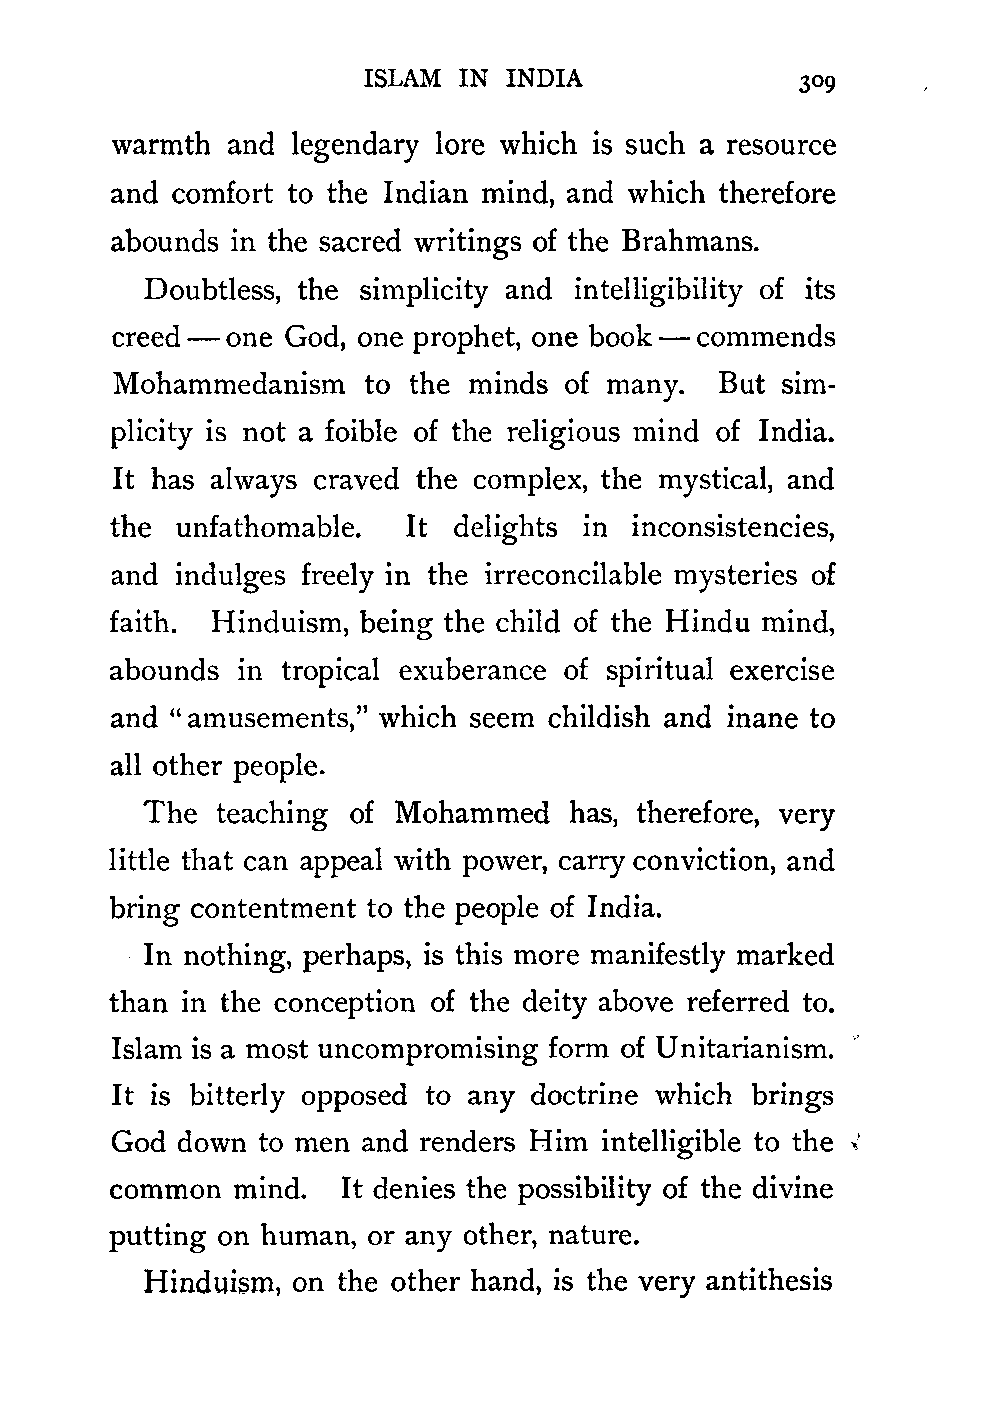 ISLAM IN INDIA 309
warmth and legendary lore which is such a resource
and comfort to the Indian mind, and which therefore
abounds in the sacred writings of the Brahmans.
Doubtless, the simplicity and intelligibility of its
creed — one God, one prophet, one book — commends
Mohammedanism to the minds of many. But sim-
plicity is not a foible of the religious mind of India.
It has always craved the complex, the mystical, and
the unfathomable. It delights in inconsistencies,
and indulges freely in the irreconcilable mysteries of
faith. Hinduism, being the child of the Hindu mind,
abounds in tropical exuberance of spiritual exercise
and “amusements,” which seem childish and inane to
all other people.
The teaching of Mohammed has, therefore, very
little that can appeal with power, carry conviction, and
bring contentment to the people of India.
In nothing, perhaps, is this more manifestly marked
than in the conception of the deity above referred to.
Islam is a most uncompromising form of Unitarianism.
It is bitterly opposed to any doctrine which brings
God down to men and renders Him intelligible to the
common mind. It denies the possibility of the divine
putting on human, or any other, nature.
Hinduism, on the other hand, is the very antithesis